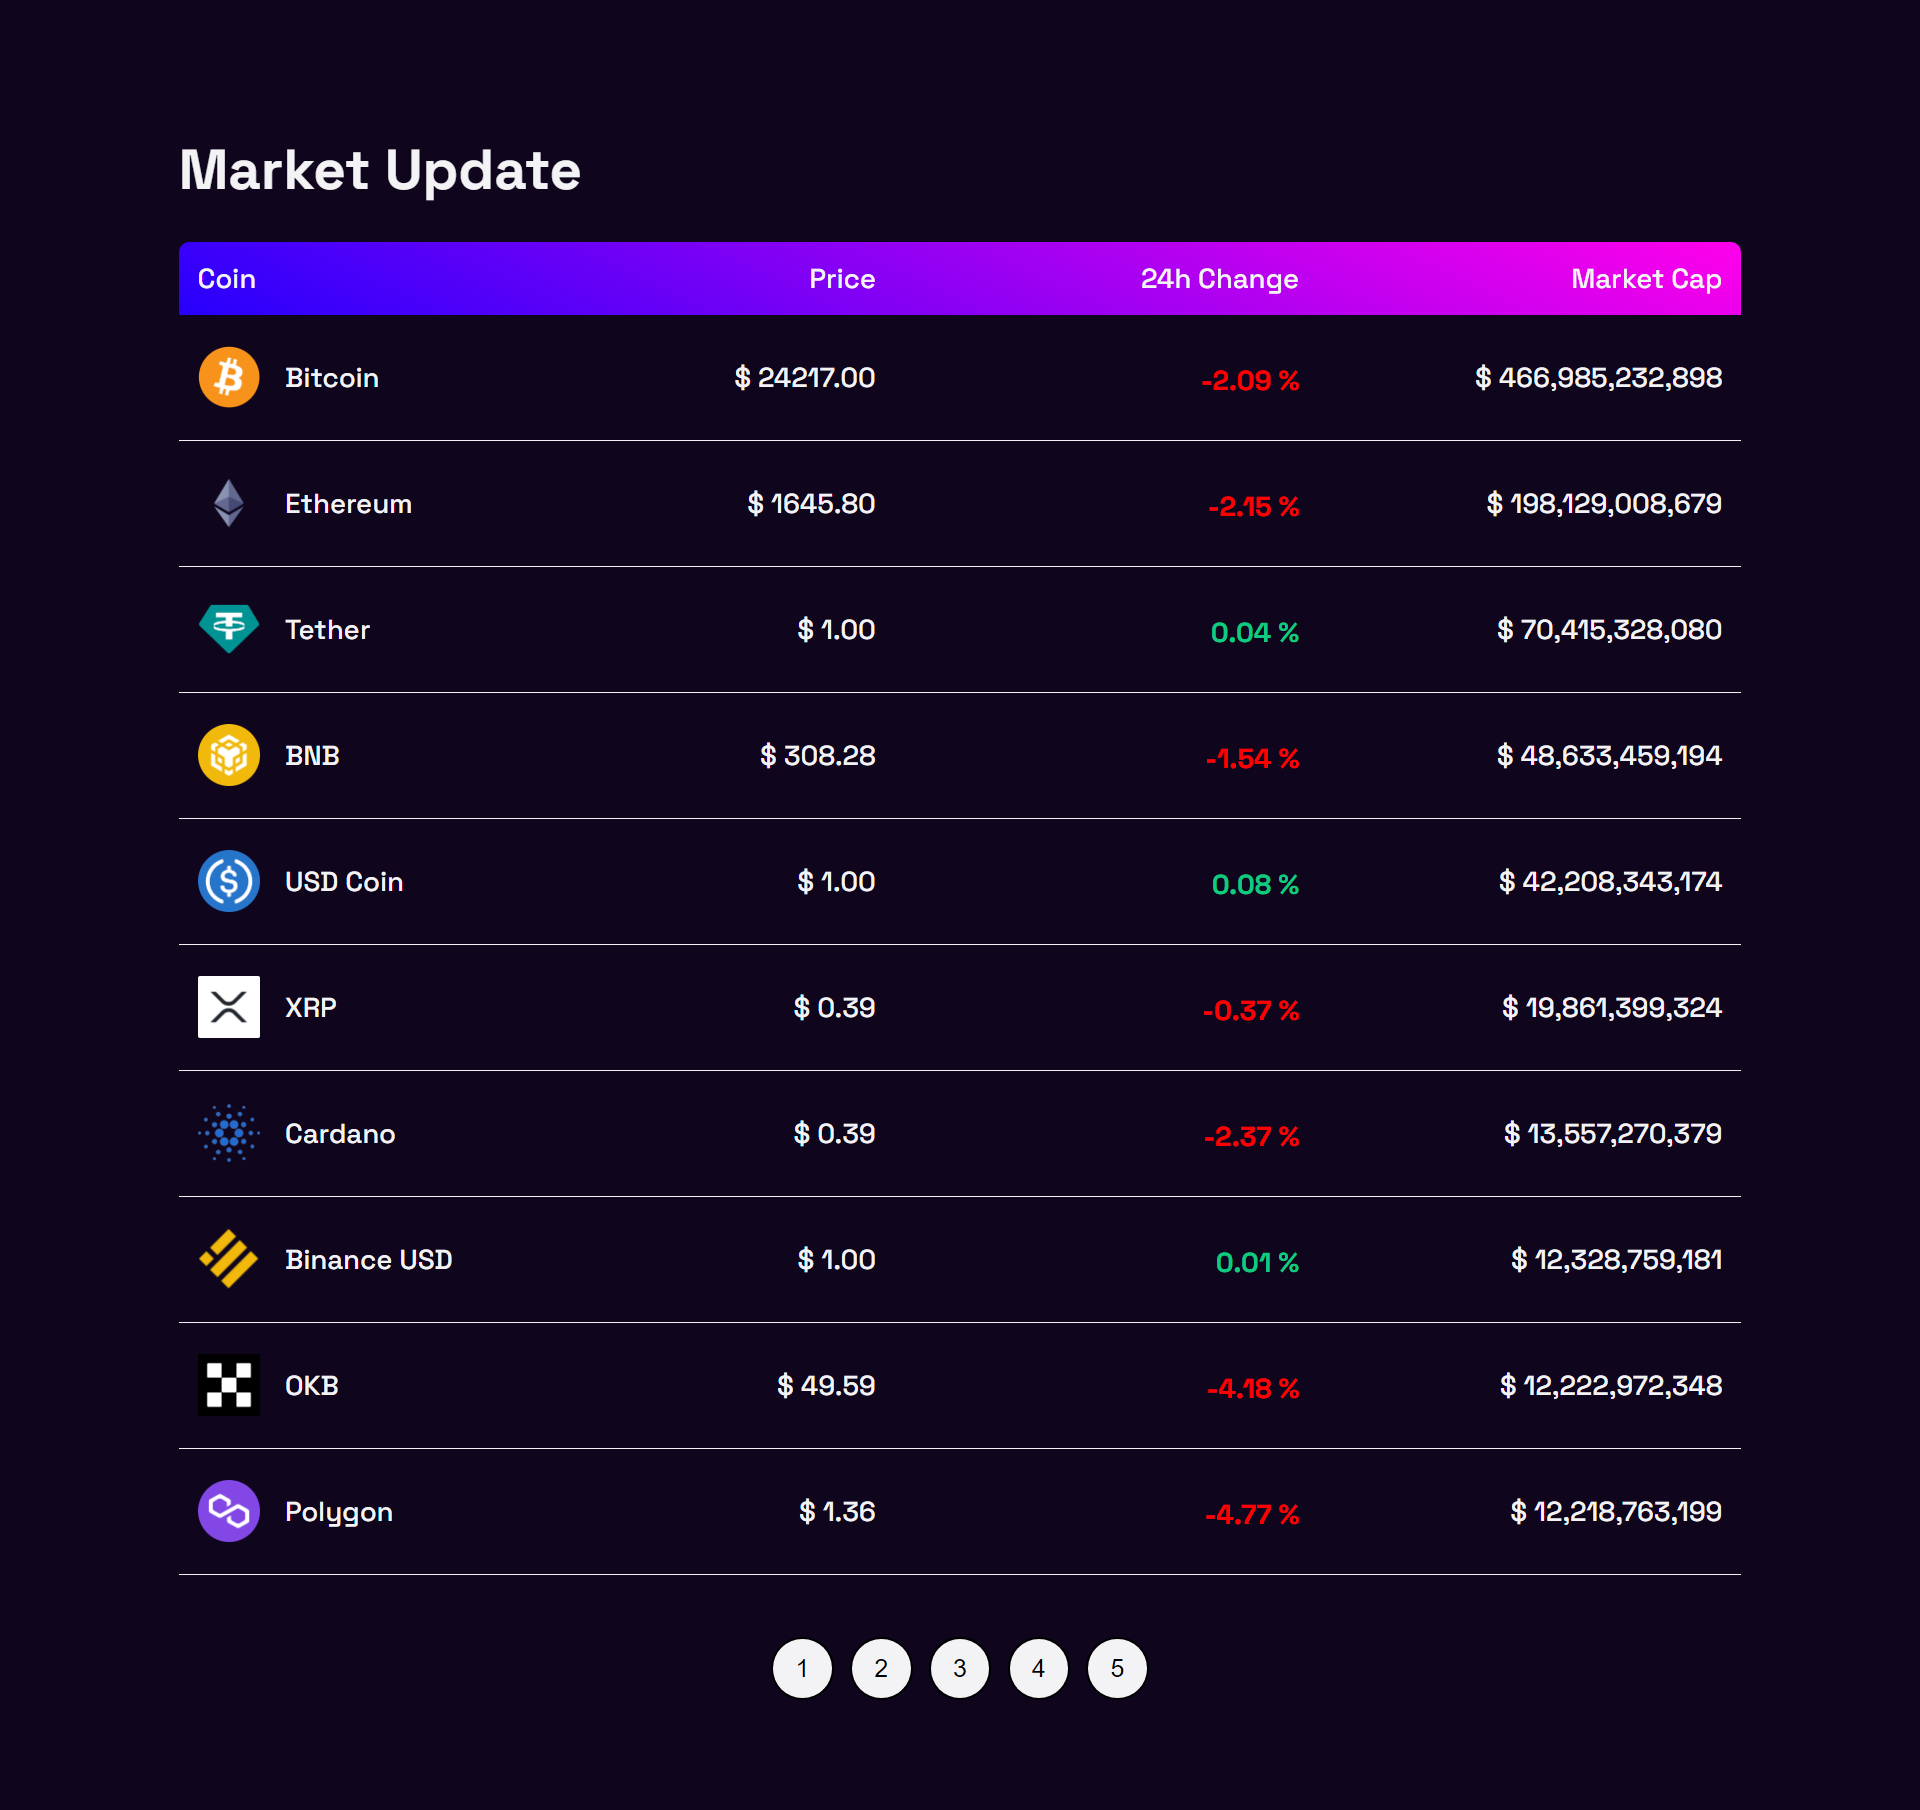 Market Update
Coin Price 24h Change Market Cap
Bitcoin $ 24217.00 -2.09 % $ 466,985,232,898
Ethereum $ 1645.80 -2.15 % $ 198,129,008,679
Tether $ 1.00 0.04 % $ 70,415,328,080
BNB $ 308.28 -1.54 % $ 48,633,459,194
USD Coin $ 1.00 0.08 % $ 42,208,343,174
XRP $ 0.39 -0.37 % $ 19,861,399,324
Cardano $ 0.39 -2.37 % $ 13,557,270,379
Binance USD $ 1.00 0.01 % $ 12,328,759,181
OKB $ 49.59 -4.18 % $ 12,222,972,348
Polygon $ 1.36 -4.77 % $ 12,218,763,199
1 2 3 4 5